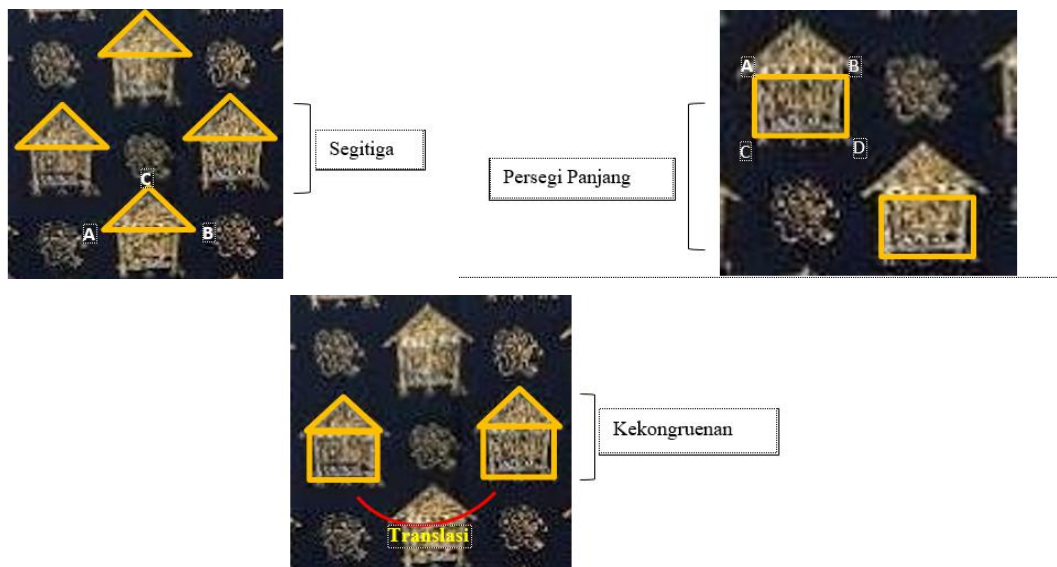 Segitiga
C
A
B
Persegi Panjang
A
B
C
D
Kekongruenan
Translasi